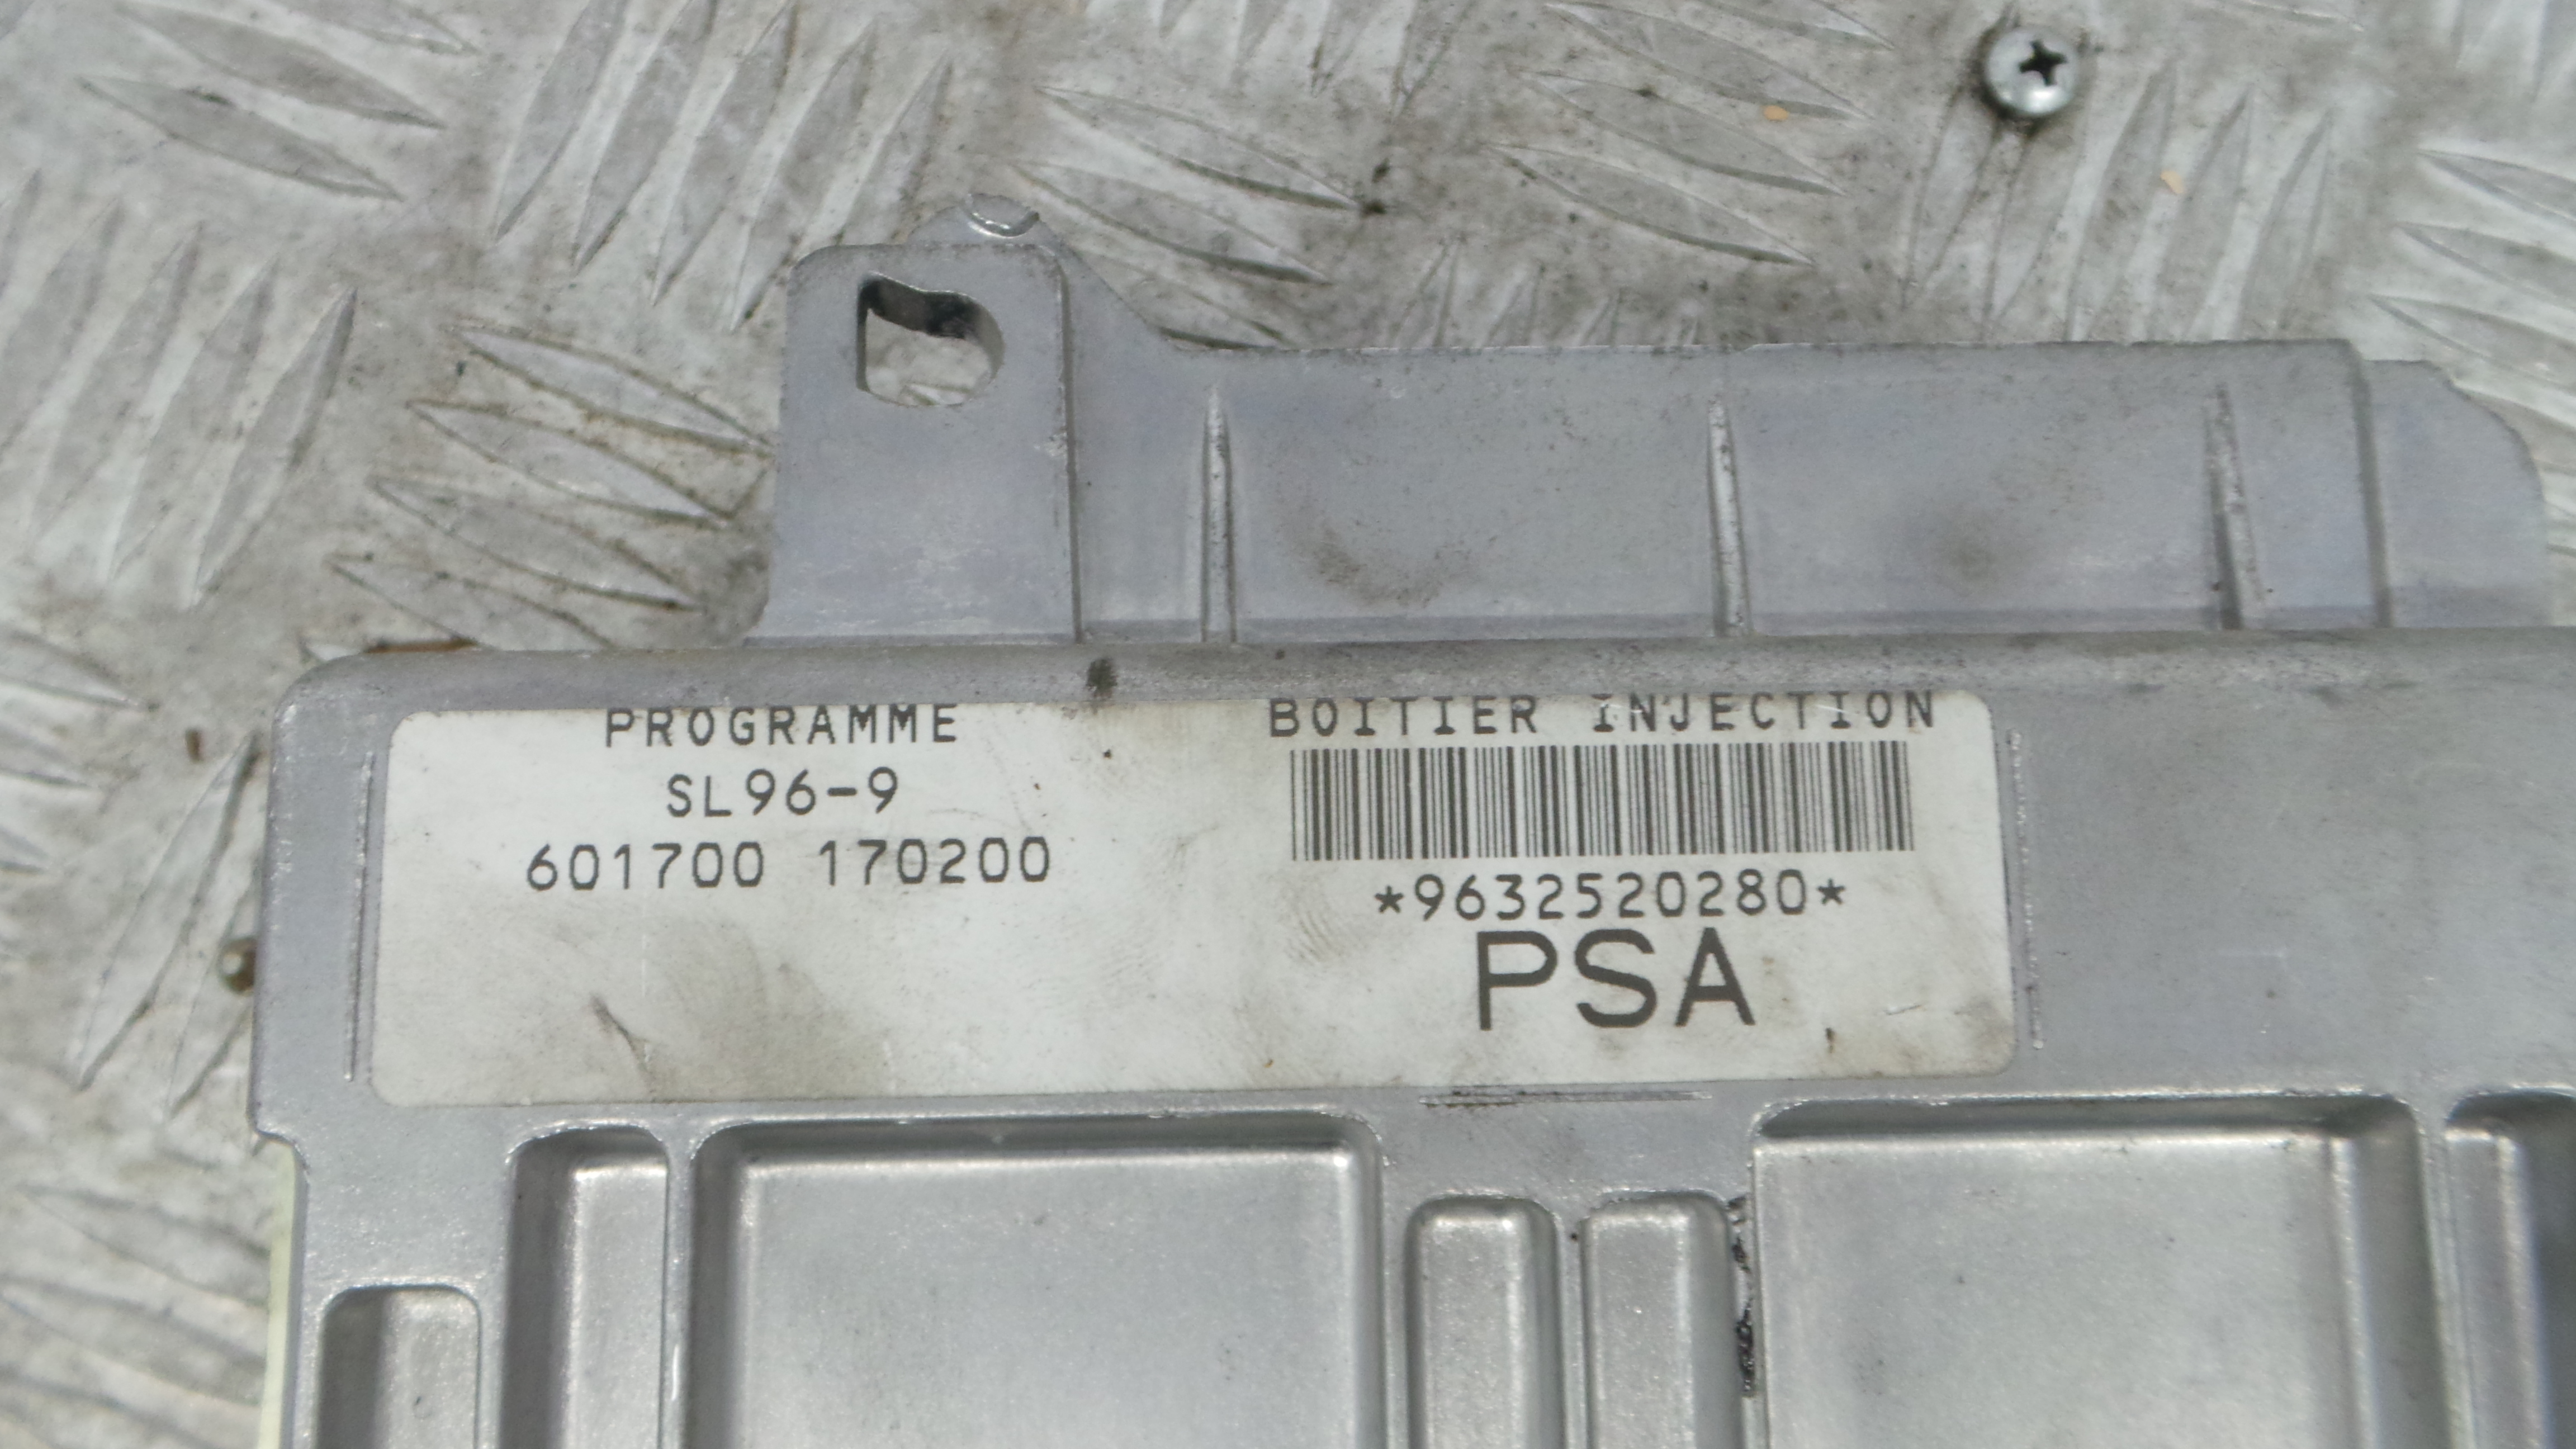 PROGRAMME
SL96-9
601700 170200
BOITIER INJECTION
*9632520280*
PSA